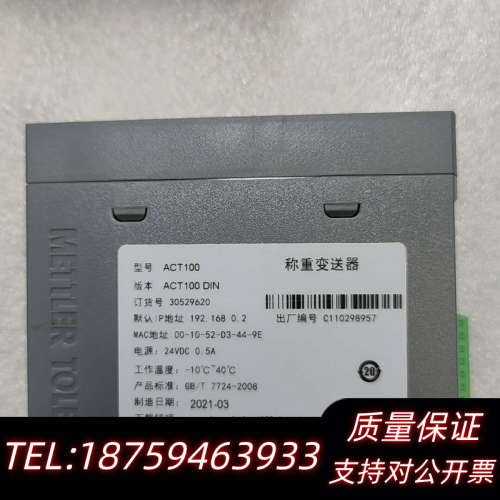 METTLER TOLE
型号 ACT100
称重变送器
版本 ACT100 DIN
订货号 30529620
默认IP地址 192.168.0.2
出厂编号 C110298957
MAC地址 00-10-52-D3-44-9E
电源: 24VDC 0.5A
工作温度: -10℃~40℃
产品标准: GB/T 7724-2008
20
制造日期: 2021-03
TEL:18759463933
质量保证
支持对公开票